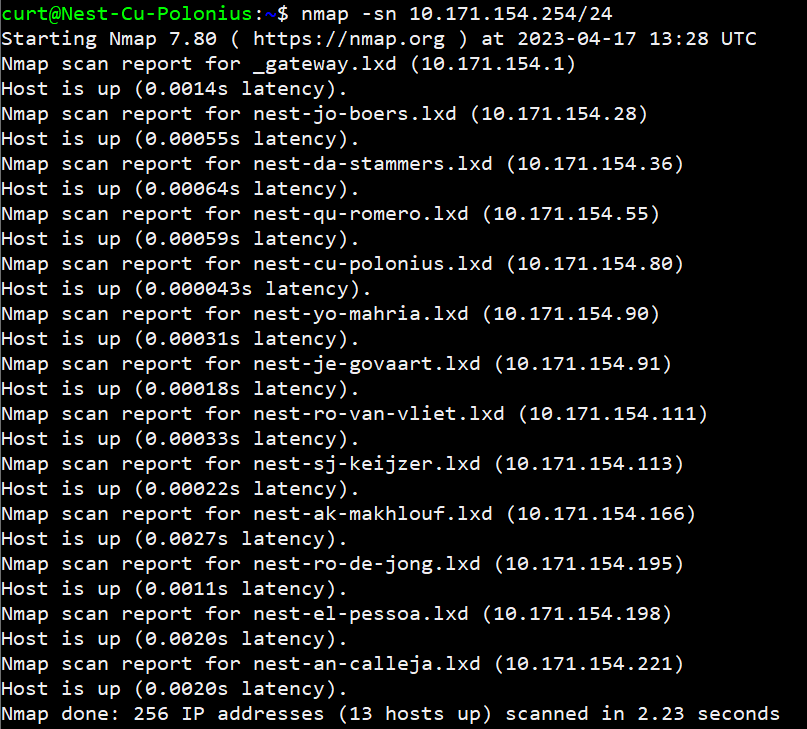 curt@Nest-Cu-Polonius:~$ nmap -sn 10.171.154.254/24
Starting Nmap 7.80 ( https://nmap.org ) at 2023-04-17 13:28 UTC
Nmap scan report for _gateway.lxd (10.171.154.1)
Host is up (0.0014s latency).
Nmap scan report for nest-jo-boers.lxd (10.171.154.28)
Host is up (0.00055s latency).
Nmap scan report for nest-da-stammers.lxd (10.171.154.36)
Host is up (0.00064s latency).
Nmap scan report for nest-qu-romero.lxd (10.171.154.55)
Host is up (0.00059s latency).
Nmap scan report for nest-cu-polonius.lxd (10.171.154.80)
Host is up (0.000043s latency).
Nmap scan report for nest-yo-mahria.lxd (10.171.154.90)
Host is up (0.00031s latency).
Nmap scan report for nest-je-govaart.lxd (10.171.154.91)
Host is up (0.00018s latency).
Nmap scan report for nest-ro-van-vliet.lxd (10.171.154.111)
Host is up (0.00033s latency).
Nmap scan report for nest-sj-keijzer.lxd (10.171.154.113)
Host is up (0.00022s latency).
Nmap scan report for nest-ak-makhlouf.lxd (10.171.154.166)
Host is up (0.0027s latency).
Nmap scan report for nest-ro-de-jong.lxd (10.171.154.195)
Host is up (0.0011s latency).
Nmap scan report for nest-el-pessoa.lxd (10.171.154.198)
Host is up (0.0020s latency).
Nmap scan report for nest-an-calleja.lxd (10.171.154.221)
Host is up (0.0020s latency).
Nmap done: 256 IP addresses (13 hosts up) scanned in 2.23 seconds